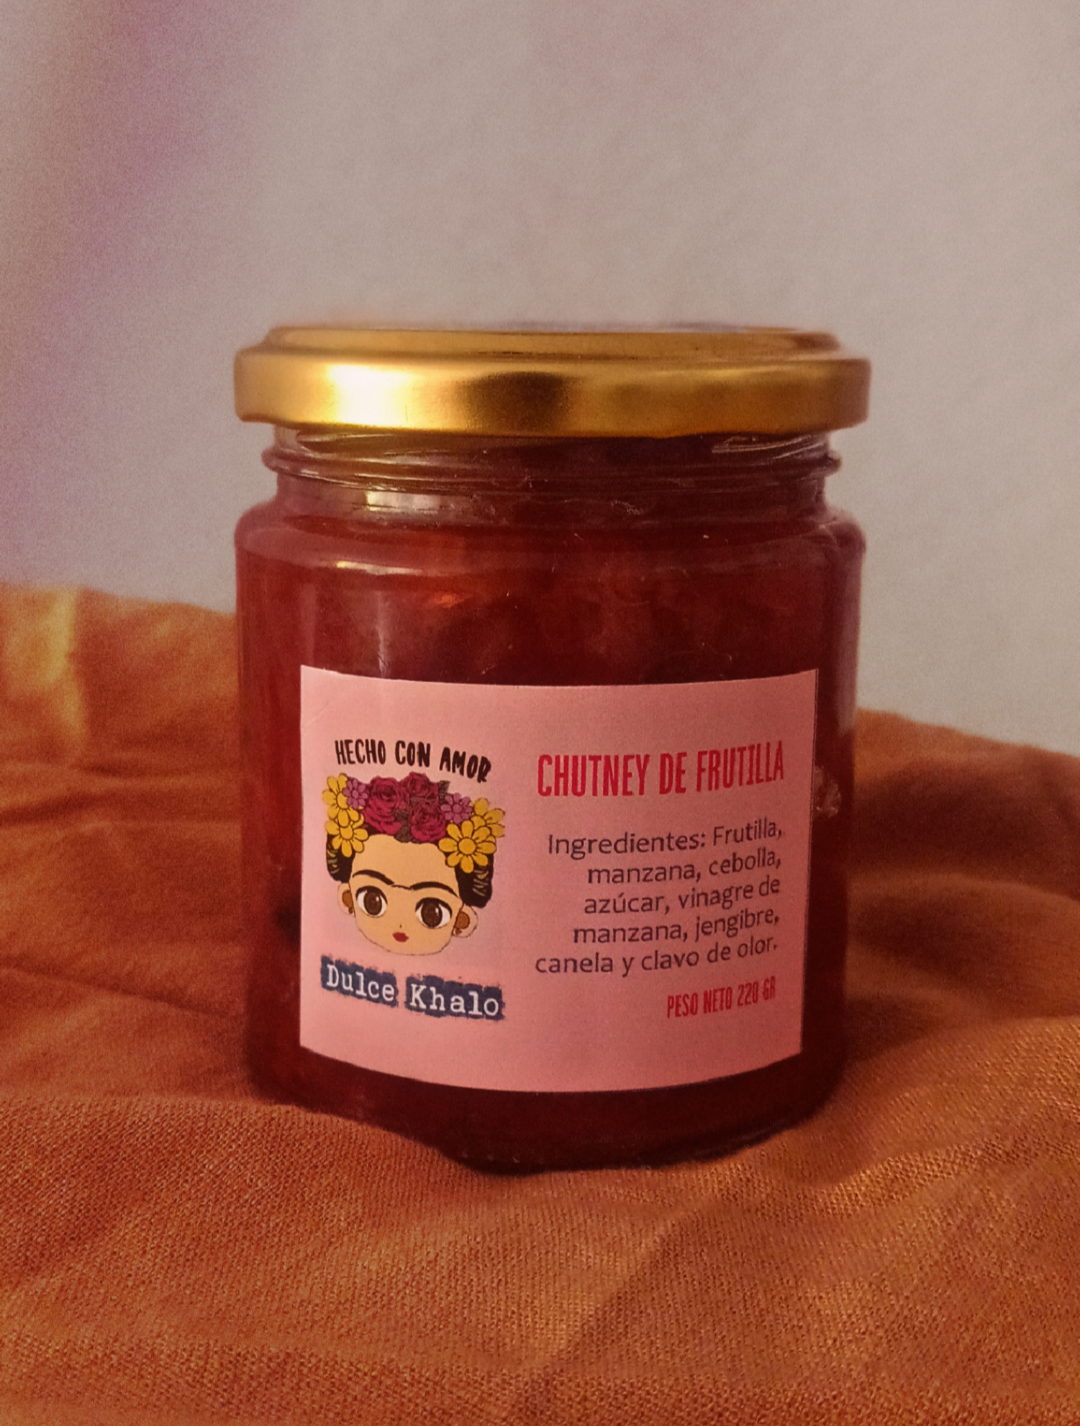 HECHO CON AMOR
Dulce Khalo
CHUTNEY DE FRUTILLA
Ingredientes: Frutilla,
manzana, cebolla,
azúcar, vinagre de
manzana, jengibre,
canela y clavo de olor.
PESO NETO 220 GR